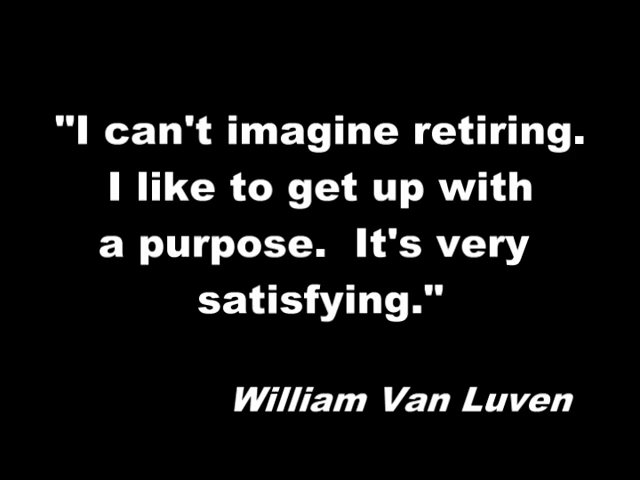 "I can't imagine retiring.
I like to get up with
a purpose.  It's very
satisfying."
William Van Luven